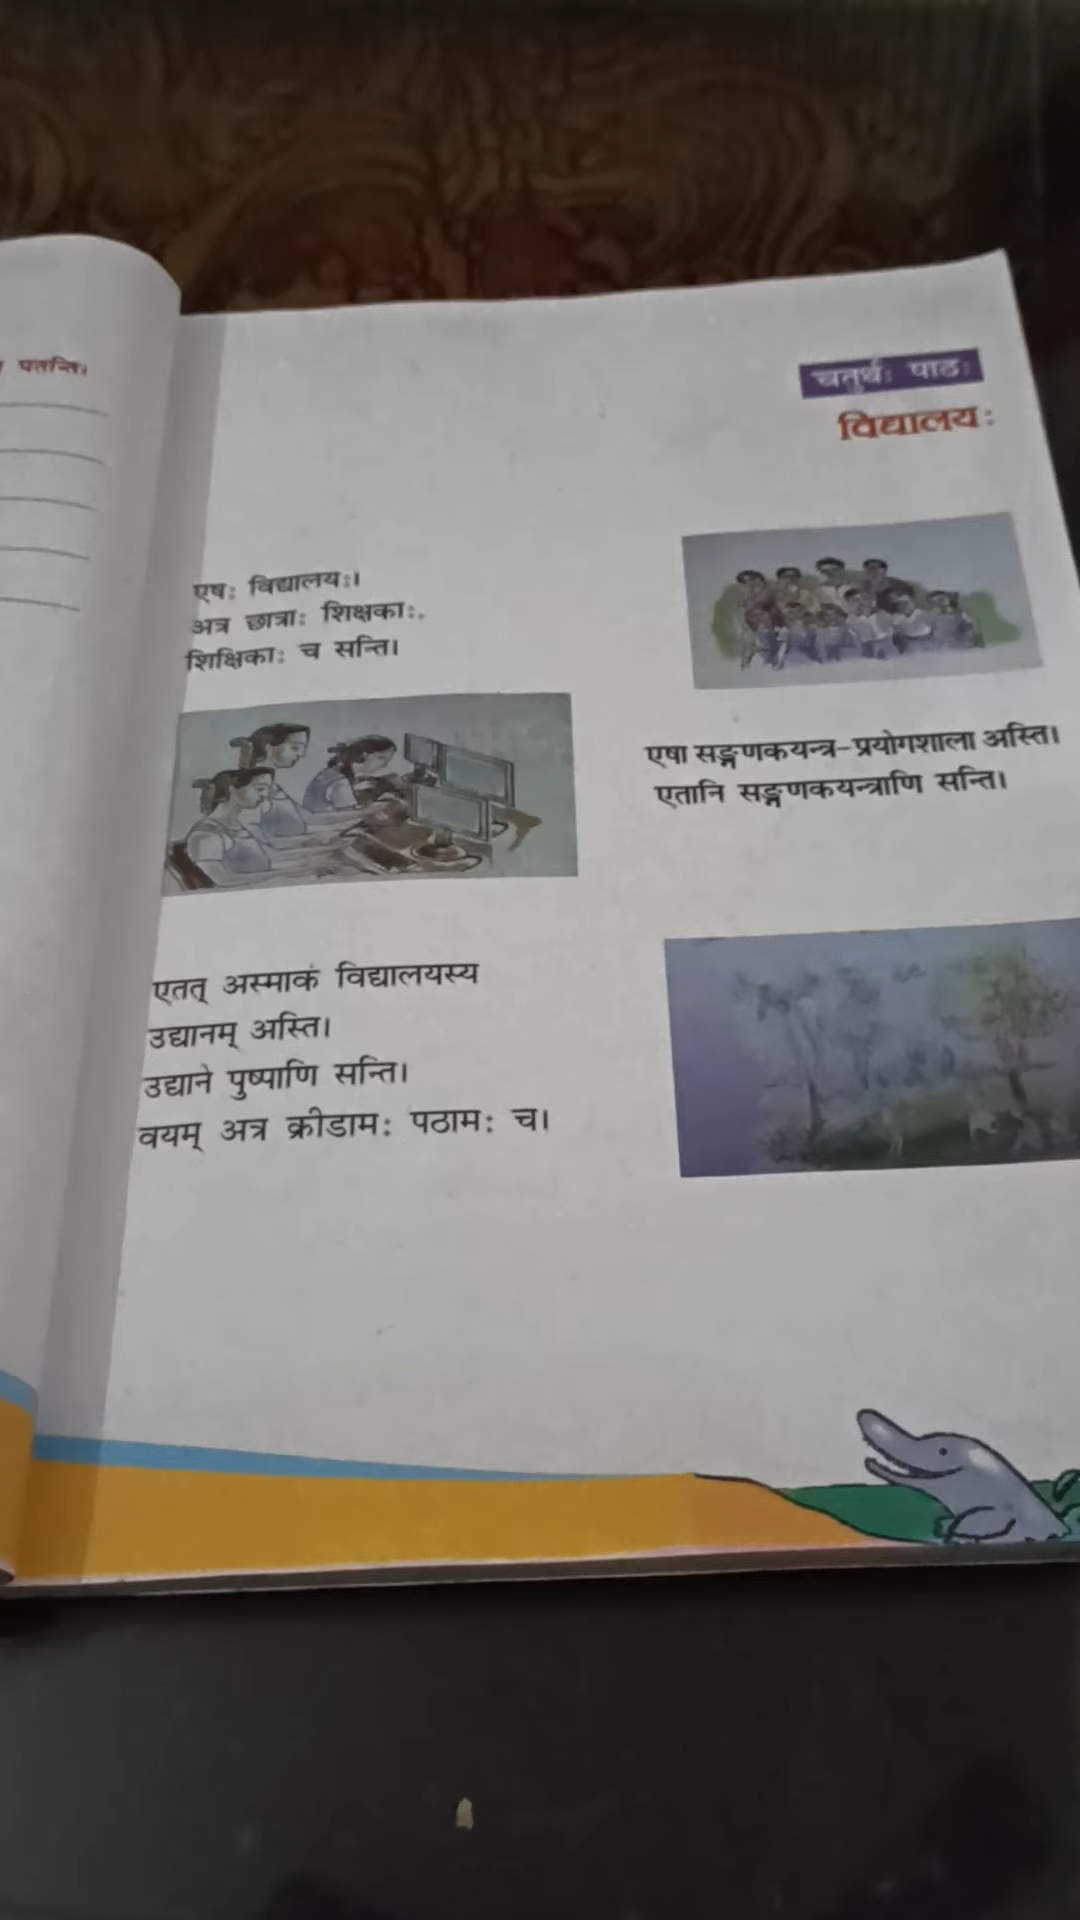 पतन्ति।
चतुर्थः पाठः
विद्यालयः
एषः विद्यालयः।
अत्र छात्राः शिक्षकाः,
शिक्षिकाः च सन्ति।
एषा सङ्गणकयन्त्र-प्रयोगशाला अस्ति।
एतानि सङ्गणकयन्त्राणि सन्ति।
एतत् अस्माकं विद्यालयस्य
उद्यानम् अस्ति।
उद्याने पुष्पाणि सन्ति।
वयम् अत्र क्रीडामः पठामः च।